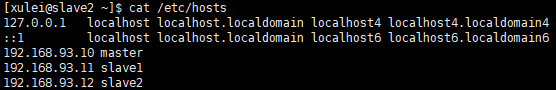 [xulei@slave2 ~]$ cat /etc/hosts
127.0.0.1   localhost localhost.localdomain localhost4 localhost4.localdomain4
::1         localhost localhost.localdomain localhost6 localhost6.localdomain6
192.168.93.10 master
192.168.93.11 slave1
192.168.93.12 slave2